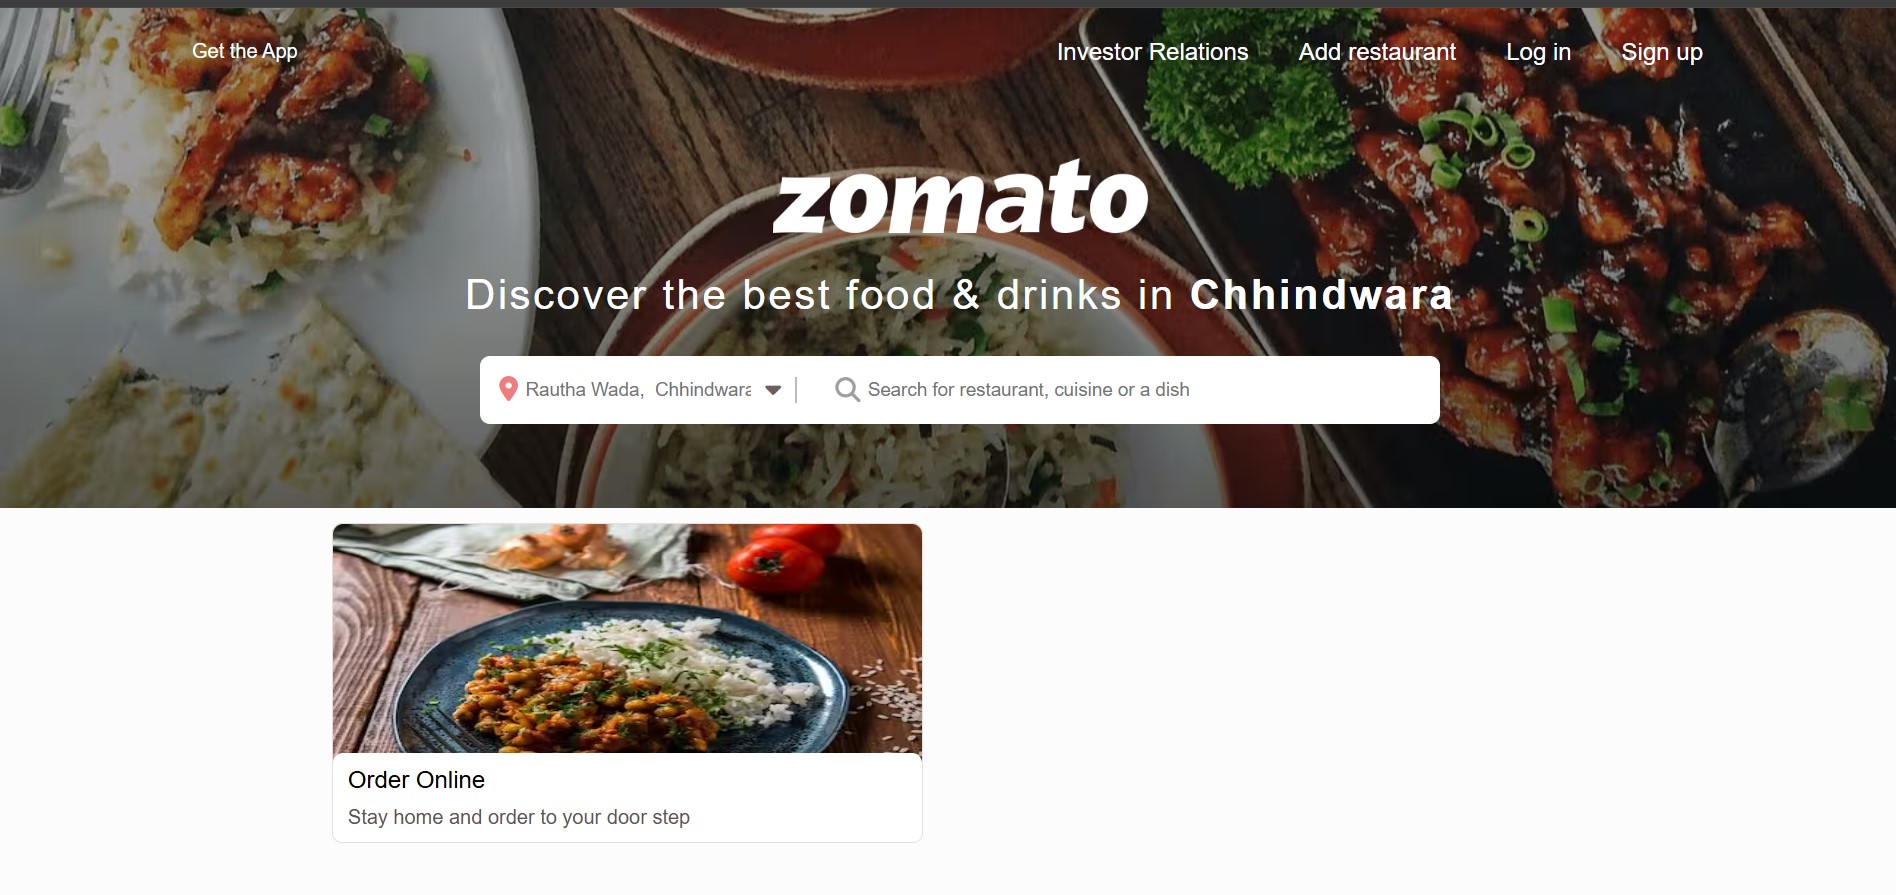 Get the App
Investor Relations
Add restaurant
Log in
Sign up
zomato
Discover the best food & drinks in Chhindwara
Rautha Wada, Chhindwara
Search for restaurant, cuisine or a dish
Order Online
Stay home and order to your door step